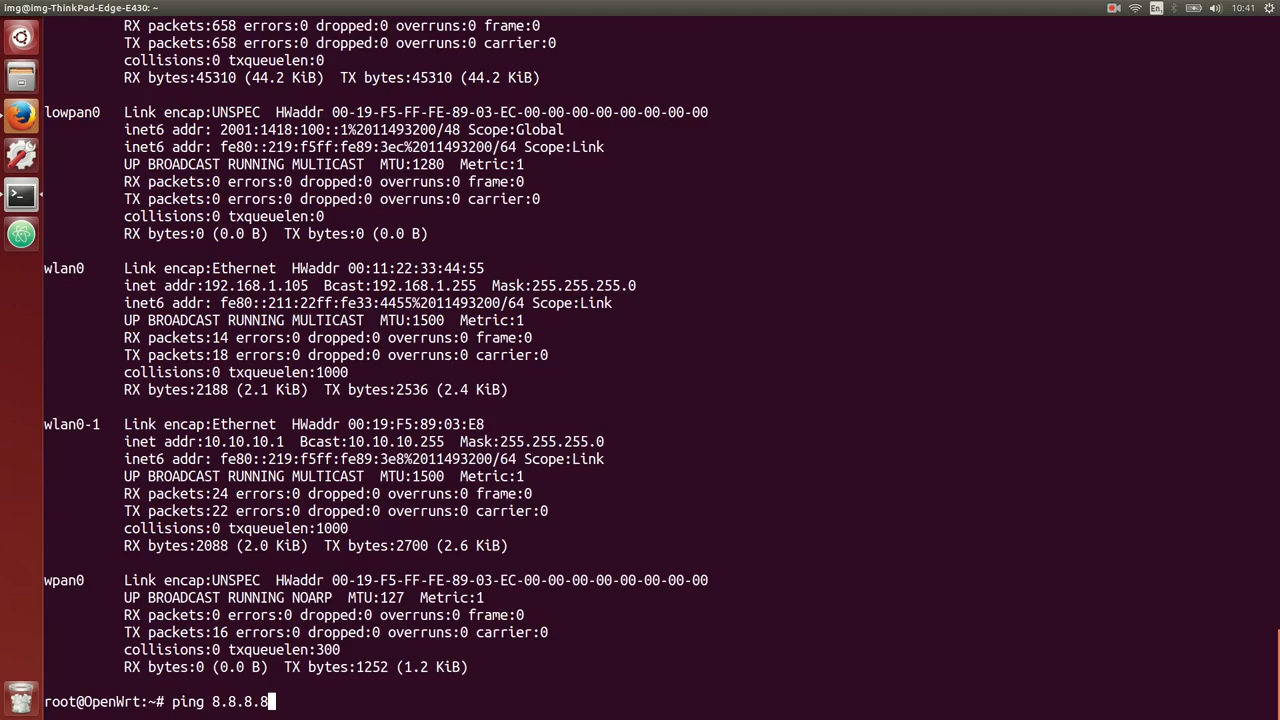 img@img-ThinkPad-Edge-E430: ~
En
10:41
RX packets:658 errors:0 dropped:0 overruns:0 frame:0
TX packets:658 errors:0 dropped:0 overruns:0 carrier:0
collisions:0 txqueuelen:0
RX bytes:45310 (44.2 KiB)  TX bytes:45310 (44.2 KiB)
lowpan0   Link encap:UNSPEC  HWaddr 00-19-F5-FF-FE-89-03-EC-00-00-00-00-00-00-00-00
inet6 addr: 2001:1418:100::1%2011493200/48 Scope:Global
inet6 addr: fe80::219:f5ff:fe89:3ec%2011493200/64 Scope:Link
UP BROADCAST RUNNING MULTICAST  MTU:1280  Metric:1
RX packets:0 errors:0 dropped:0 overruns:0 frame:0
TX packets:0 errors:0 dropped:0 overruns:0 carrier:0
collisions:0 txqueuelen:0
RX bytes:0 (0.0 B)  TX bytes:0 (0.0 B)
wlan0     Link encap:Ethernet  HWaddr 00:11:22:33:44:55
inet addr:192.168.1.105  Bcast:192.168.1.255  Mask:255.255.255.0
inet6 addr: fe80::211:22ff:fe33:4455%2011493200/64 Scope:Link
UP BROADCAST RUNNING MULTICAST  MTU:1500  Metric:1
RX packets:14 errors:0 dropped:0 overruns:0 frame:0
TX packets:18 errors:0 dropped:0 overruns:0 carrier:0
collisions:0 txqueuelen:1000
RX bytes:2188 (2.1 KiB)  TX bytes:2536 (2.4 KiB)
wlan0-1   Link encap:Ethernet  HWaddr 00:19:F5:89:03:E8
inet addr:10.10.10.1  Bcast:10.10.10.255  Mask:255.255.255.0
inet6 addr: fe80::219:f5ff:fe89:3e8%2011493200/64 Scope:Link
UP BROADCAST RUNNING MULTICAST  MTU:1500  Metric:1
RX packets:24 errors:0 dropped:0 overruns:0 frame:0
TX packets:22 errors:0 dropped:0 overruns:0 carrier:0
collisions:0 txqueuelen:1000
RX bytes:2088 (2.0 KiB)  TX bytes:2700 (2.6 KiB)
wpan0     Link encap:UNSPEC  HWaddr 00-19-F5-FF-FE-89-03-EC-00-00-00-00-00-00-00-00
UP BROADCAST RUNNING NOARP  MTU:127  Metric:1
RX packets:0 errors:0 dropped:0 overruns:0 frame:0
TX packets:16 errors:0 dropped:0 overruns:0 carrier:0
collisions:0 txqueuelen:300
RX bytes:0 (0.0 B)  TX bytes:1252 (1.2 KiB)
root@OpenWrt:~# ping 8.8.8.8